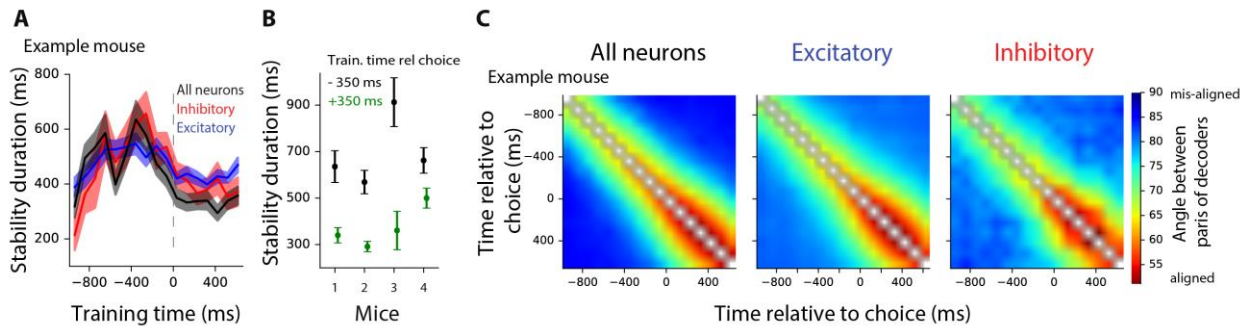 A
Example mouse
Stability duration (ms)
800
600
400
200
All neurons
Inhibitory
Excitatory
−800
−400
0
400
Training time (ms)
B
Stability duration (ms)
900
700
500
300
Train. time rel choice
- 350 ms
+350 ms
1
2
3
4
Mice
C
All neurons
Excitatory
Inhibitory
Example mouse
Time relative to
choice (ms)
−800
−400
0
400
−800
−400
0
400
−800
−400
0
400
−800
−400
0
400
Time relative to choice (ms)
90
85
80
75
70
65
60
55
mis-aligned
aligned
Angle between
paris of decoders